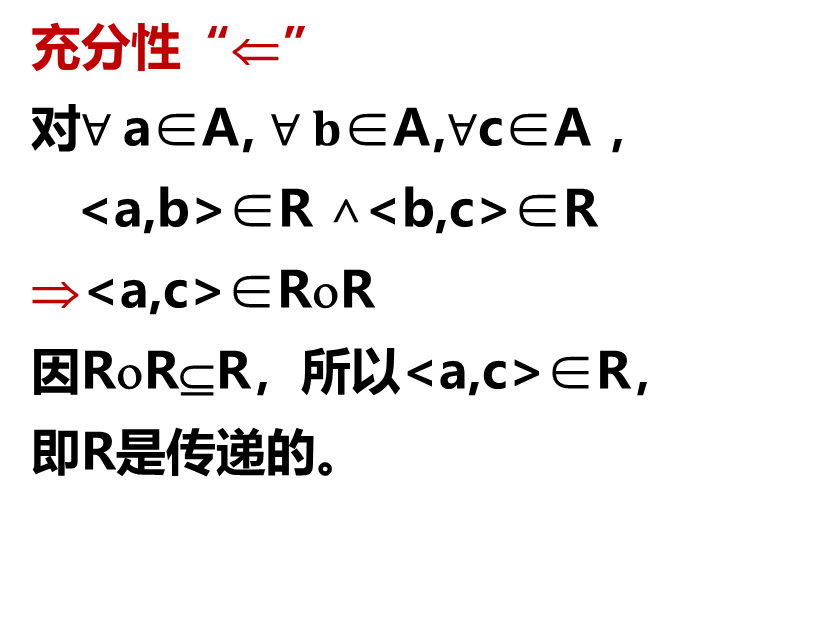 充分性“⇐”
对∀ a∈A, ∀ b∈A,∀c∈A ,
<a,b>∈R ∧<b,c>∈R
⇒<a,c>∈RoR
因RoR⊆R，所以<a,c>∈R，
即R是传递的。